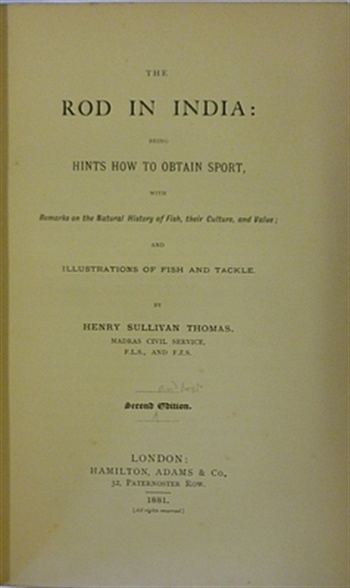 THE
ROD IN INDIA:
BEING
HINTS HOW TO OBTAIN SPORT,
WITH
Remarks on the Natural History of Fish, their Culture, and Value;
AND
ILLUSTRATIONS OF FISH AND TACKLE.
BY
HENRY SULLIVAN THOMAS,
MADRAS CIVIL SERVICE,
F.L.S., AND F.Z.S.
and best
Second Edition.
LONDON:
HAMILTON, ADAMS & Co,
32, PATERNOSTER ROW.
1881.
(All rights reserved.)